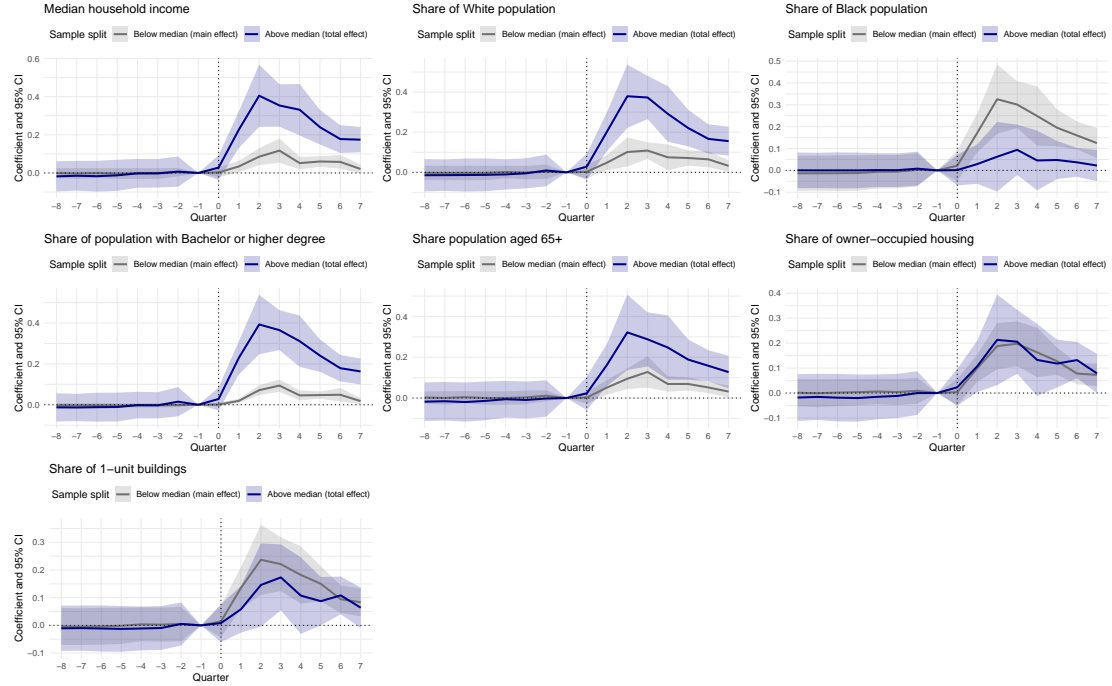 Median household income
Sample split Below median (main effect) Above median (total effect)
Coefficient and 95% CI
0.6
0.4
0.2
0.0
−8 −7 −6 −5 −4 −3 −2 −1 0 1 2 3 4 5 6 7
Quarter
Share of White population
Sample split Below median (main effect) Above median (total effect)
Coefficient and 95% CI
0.4
0.2
0.0
−8 −7 −6 −5 −4 −3 −2 −1 0 1 2 3 4 5 6 7
Quarter
Share of Black population
Sample split Below median (main effect) Above median (total effect)
Coefficient and 95% CI
0.5
0.4
0.3
0.2
0.1
0.0
−0.1
−8 −7 −6 −5 −4 −3 −2 −1 0 1 2 3 4 5 6 7
Quarter
Share of population with Bachelor or higher degree
Sample split Below median (main effect) Above median (total effect)
Coefficient and 95% CI
0.4
0.2
0.0
−8 −7 −6 −5 −4 −3 −2 −1 0 1 2 3 4 5 6 7
Quarter
Share population aged 65+
Sample split Below median (main effect) Above median (total effect)
Coefficient and 95% CI
0.4
0.2
0.0
−8 −7 −6 −5 −4 −3 −2 −1 0 1 2 3 4 5 6 7
Quarter
Share of owner−occupied housing
Sample split Below median (main effect) Above median (total effect)
Coefficient and 95% CI
0.4
0.3
0.2
0.1
0.0
−0.1
−8 −7 −6 −5 −4 −3 −2 −1 0 1 2 3 4 5 6 7
Quarter
Share of 1−unit buildings
Sample split Below median (main effect) Above median (total effect)
Coefficient and 95% CI
0.3
0.2
0.1
0.0
−0.1
−8 −7 −6 −5 −4 −3 −2 −1 0 1 2 3 4 5 6 7
Quarter